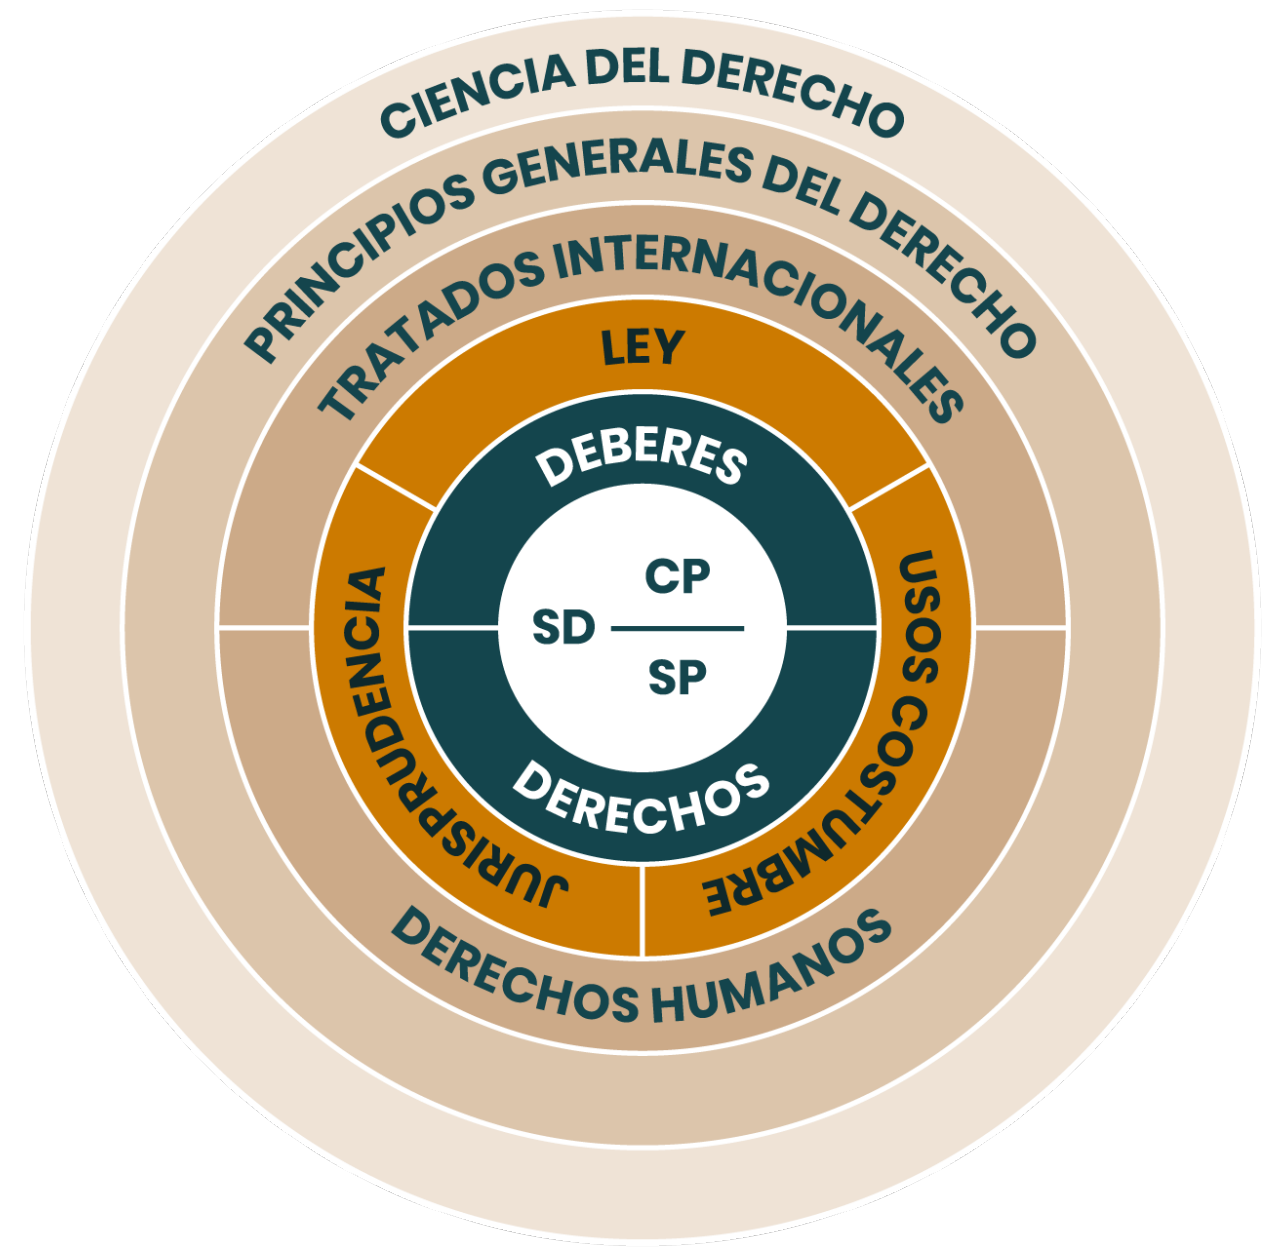 CIENCIA DEL DERECHO
PRINCIPIOS GENERALES DEL DERECHO
TRATADOS INTERNACIONALES
LEY
DEBERES
CP
SD
SP
DERECHOS
JURISPRUDENCIA
USOS COSTUMBRE
DERECHOS HUMANOS